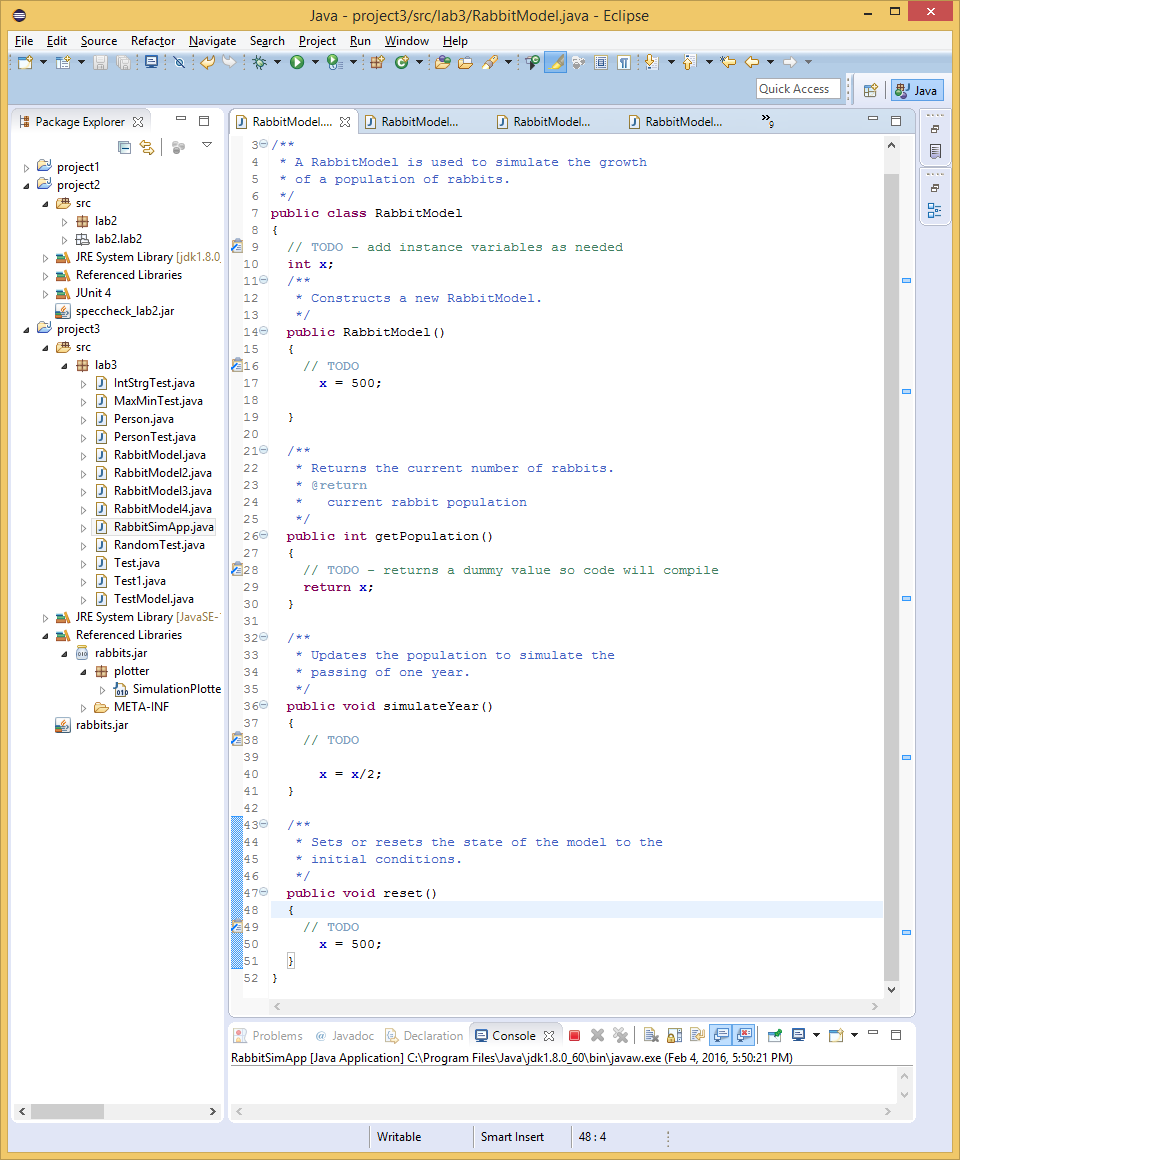 Java - project3/src/lab3/RabbitModel.java - Eclipse
File Edit Source Refactor Navigate Search Project Run Window Help
Quick Access
Java
Package Explorer
project1
project2
src
lab2
lab2.lab2
JRE System Library [jdk1.8.0_
Referenced Libraries
JUnit 4
speccheck_lab2.jar
project3
src
lab3
IntStrgTest.java
MaxMinTest.java
Person.java
PersonTest.java
RabbitModel.java
RabbitModel2.java
RabbitModel3.java
RabbitModel4.java
RabbitSimApp.java
RandomTest.java
Test.java
Test1.java
TestModel.java
JRE System Library [JavaSE-
Referenced Libraries
rabbits.jar
plotter
SimulationPlotte
META-INF
rabbits.jar
RabbitModel.... RabbitModel... RabbitModel... RabbitModel... »9
3 /**
4  * A RabbitModel is used to simulate the growth
5  * of a population of rabbits.
6  */
7 public class RabbitModel
8 {
9   // TODO - add instance variables as needed
10   int x;
11   /**
12    * Constructs a new RabbitModel.
13    */
14   public RabbitModel()
15   {
16     // TODO
17       x = 500;
18
19   }
20
21   /**
22    * Returns the current number of rabbits.
23    * @return
24    *   current rabbit population
25    */
26   public int getPopulation()
27   {
28     // TODO - returns a dummy value so code will compile
29     return x;
30   }
31
32   /**
33    * Updates the population to simulate the
34    * passing of one year.
35    */
36   public void simulateYear()
37   {
38     // TODO
39
40       x = x/2;
41   }
42
43   /**
44    * Sets or resets the state of the model to the
45    * initial conditions.
46    */
47   public void reset()
48   {
49     // TODO
50       x = 500;
51   }
52 }
Problems @ Javadoc Declaration Console
RabbitSimApp [Java Application] C:\Program Files\Java\jdk1.8.0_60\bin\javaw.exe (Feb 4, 2016, 5:50:21 PM)
Writable Smart Insert 48 : 4